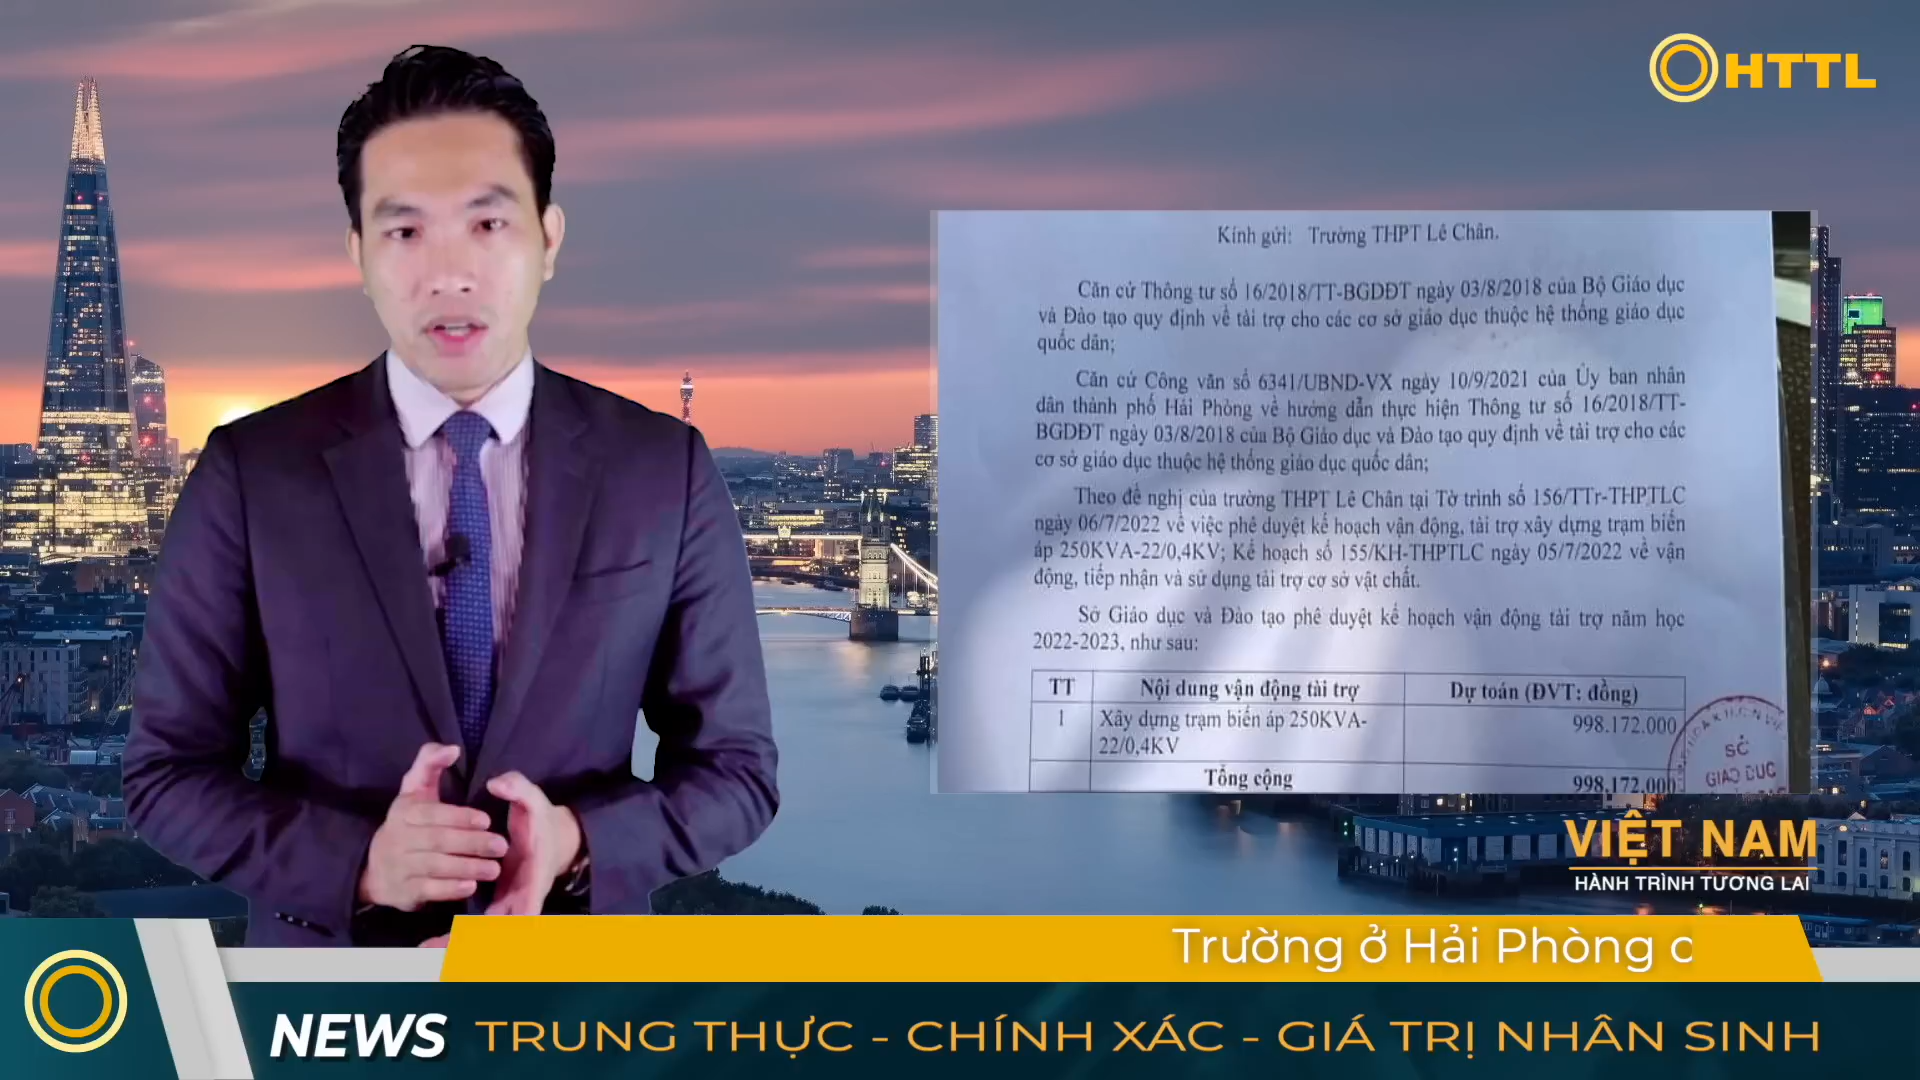 HTTL
Kính gửi: Trường THPT Lê Chân.
Căn cứ Thông tư số 16/2018/TT-BGDĐT ngày 03/8/2018 của Bộ Giáo dục
và Đào tạo quy định về tài trợ cho các cơ sở giáo dục thuộc hệ thống giáo dục
quốc dân;
Căn cứ Công văn số 6341/UBND-VX ngày 10/9/2021 của Ủy ban nhân
dân thành phố Hải Phòng về hướng dẫn thực hiện Thông tư số 16/2018/TT-
BGDĐT ngày 03/8/2018 của Bộ Giáo dục và Đào tạo quy định về tài trợ cho các
cơ sở giáo dục thuộc hệ thống giáo dục quốc dân;
Theo đề nghị của trường THPT Lê Chân tại Tờ trình số 156/TTr-THPTLC
ngày 06/7/2022 về việc phê duyệt kế hoạch vận động, tài trợ xây dựng trạm biến
áp 250KVA-22/0,4KV; Kế hoạch số 155/KH-THPTLC ngày 05/7/2022 về vận
động, tiếp nhận và sử dụng tài trợ cơ sở vật chất.
Sở Giáo dục và Đào tạo phê duyệt kế hoạch vận động tài trợ năm học
2022-2023, như sau:
TT Nội dung vận động tài trợ Dự toán (ĐVT: đồng)
1 Xây dựng trạm biến áp 250KVA- 998.172.000
22/0,4KV
Tổng cộng 998.172.000
SỞ
GIÁO DỤC
VIỆT NAM
HÀNH TRÌNH TƯƠNG LAI
Trường ở Hải Phòng
NEWS TRUNG THỰC - CHÍNH XÁC - GIÁ TRỊ NHÂN SINH